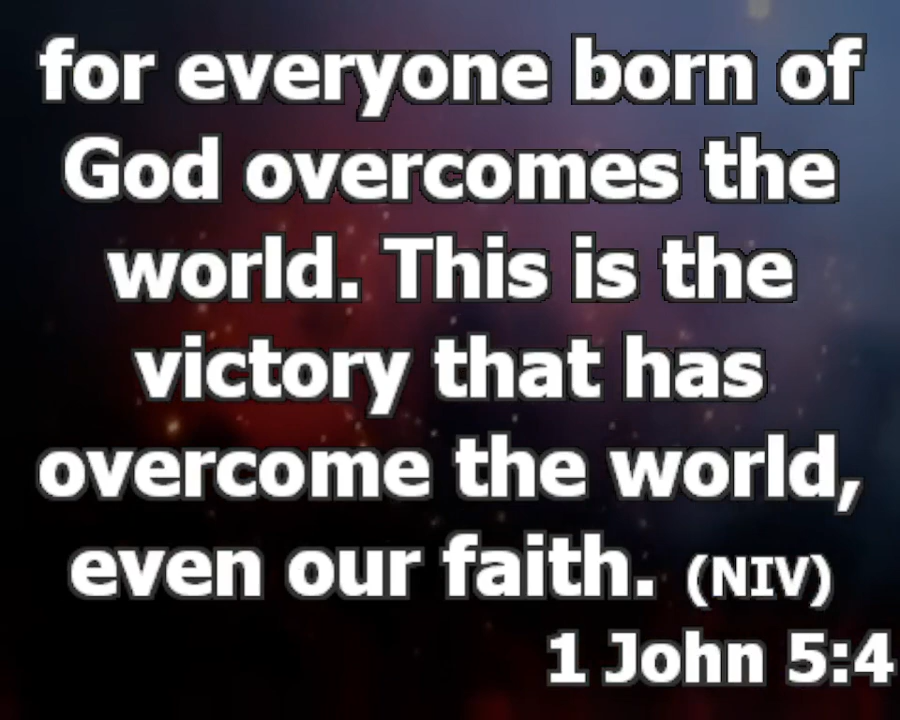 for everyone born of
God overcomes the
world. This is the
victory that has
overcome the world,
even our faith. (NIV)
1 John 5:4